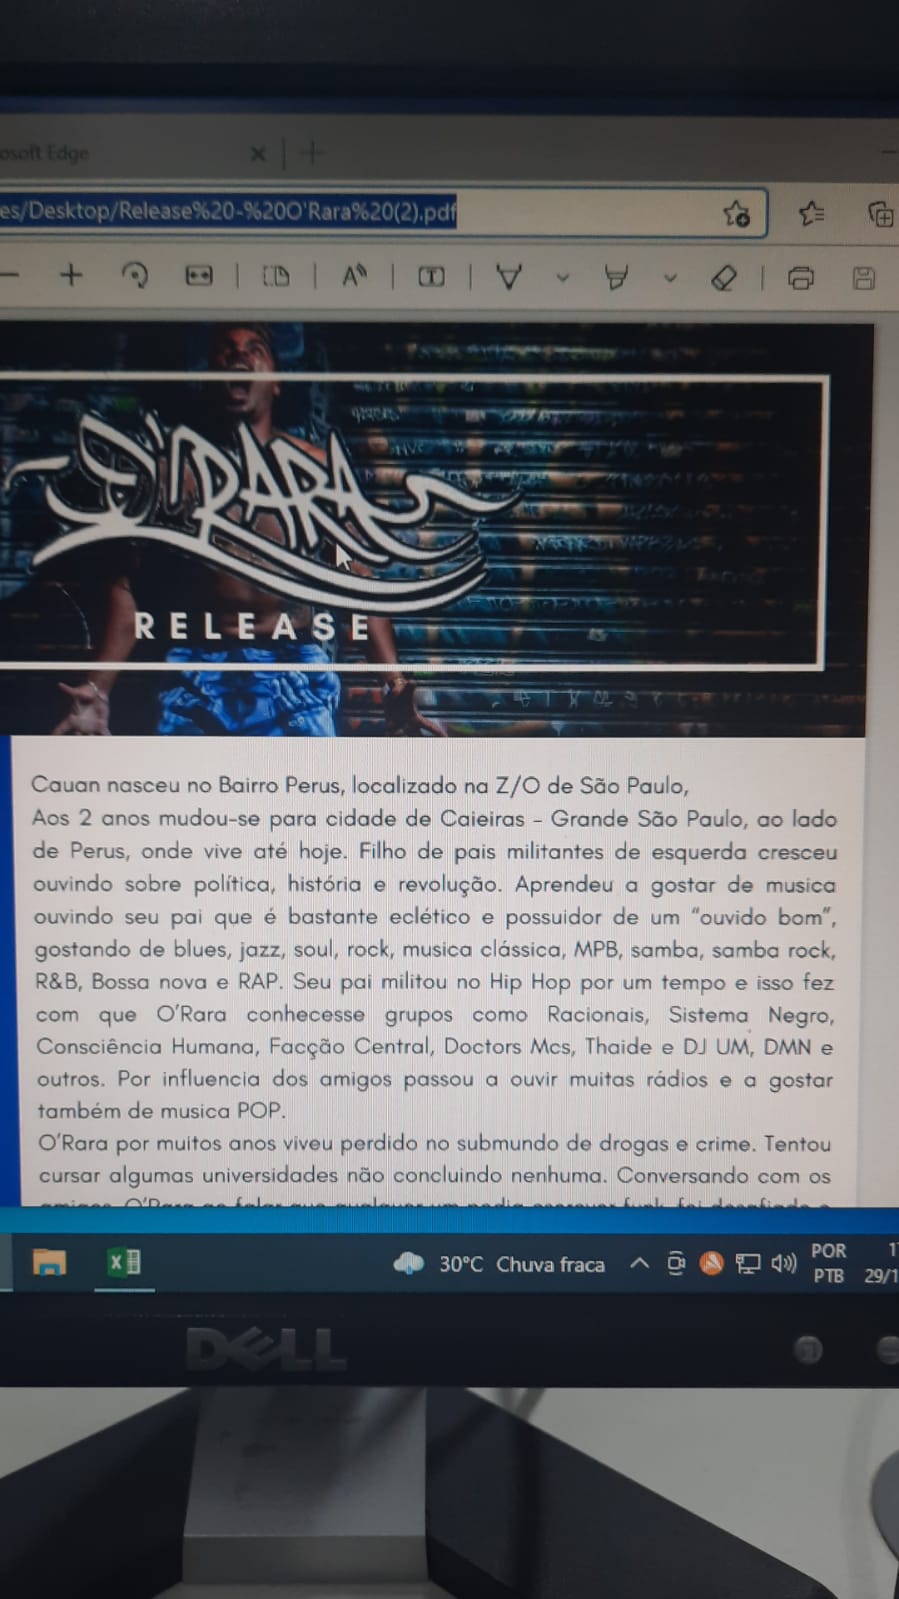 osoft Edge
es/Desktop/Release%20-%20O'Rara%20(2).pdf
O'RARA
RELEASE
Cauan nasceu no Bairro Perus, localizado na Z/O de São Paulo,
Aos 2 anos mudou-se para cidade de Caieiras - Grande São Paulo, ao lado
de Perus, onde vive até hoje. Filho de pais militantes de esquerda cresceu
ouvindo sobre política, história e revolução. Aprendeu a gostar de musica
ouvindo seu pai que é bastante eclético e possuidor de um “ouvido bom”,
gostando de blues, jazz, soul, rock, musica clássica, MPB, samba, samba rock,
R&B, Bossa nova e RAP. Seu pai militou no Hip Hop por um tempo e isso fez
com que O’Rara conhecesse grupos como Racionais, Sistema Negro,
Consciência Humana, Facção Central, Doctors Mcs, Thaide e DJ UM, DMN e
outros. Por influencia dos amigos passou a ouvir muitas rádios e a gostar
também de musica POP.
O’Rara por muitos anos viveu perdido no submundo de drogas e crime. Tentou
cursar algumas universidades não concluindo nenhuma. Conversando com os
30°C Chuva fraca
POR
PTB
29/1
DELL